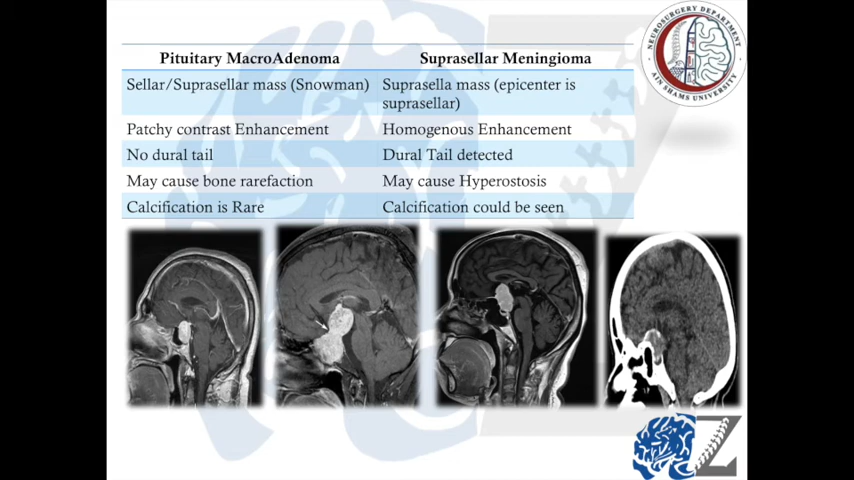 NEUROSURGERY DEPARTMENT
AIN SHAMS UNIVERSITY
Pituitary MacroAdenoma Suprasellar Meningioma
Sellar/Suprasellar mass (Snowman) Suprasella mass (epicenter is
suprasellar)
Patchy contrast Enhancement Homogenous Enhancement
No dural tail Dural Tail detected
May cause bone rarefaction May cause Hyperostosis
Calcification is Rare Calcification could be seen
Z